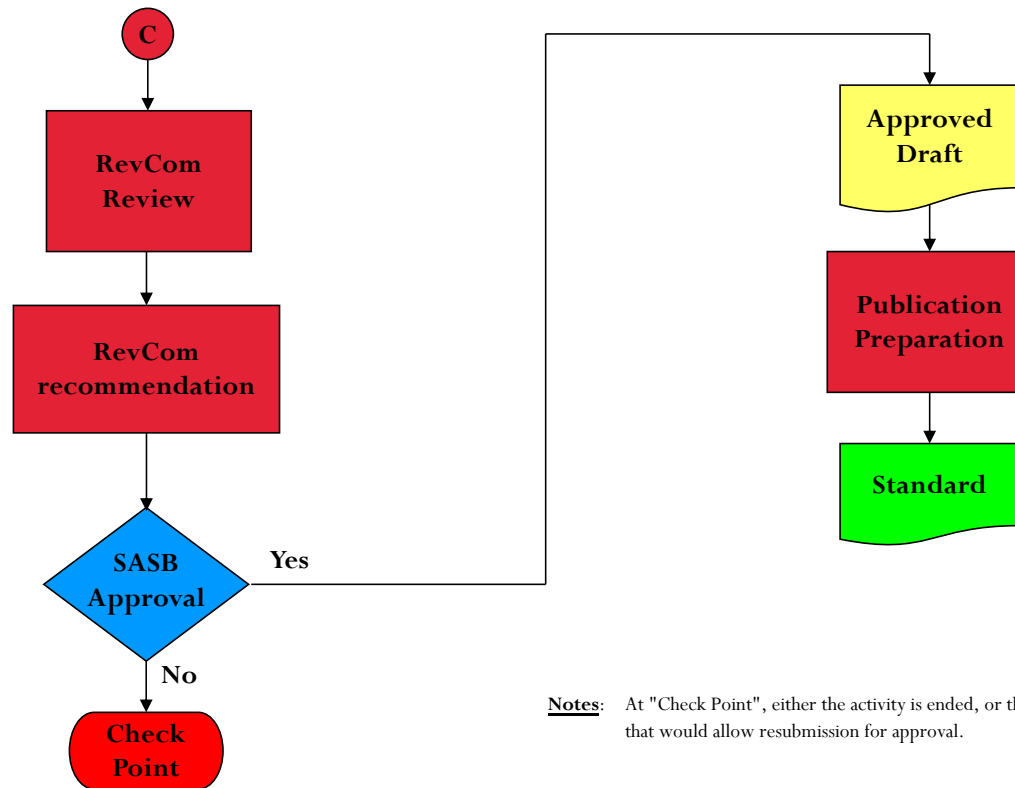 C
RevCom
Review
RevCom
recommendation
SASB
Approval
Yes
No
Check
Point
Approved
Draft
Publication
Preparation
Standard
Notes: At "Check Point", either the activity is ended, or
that would allow resubmission for approval.